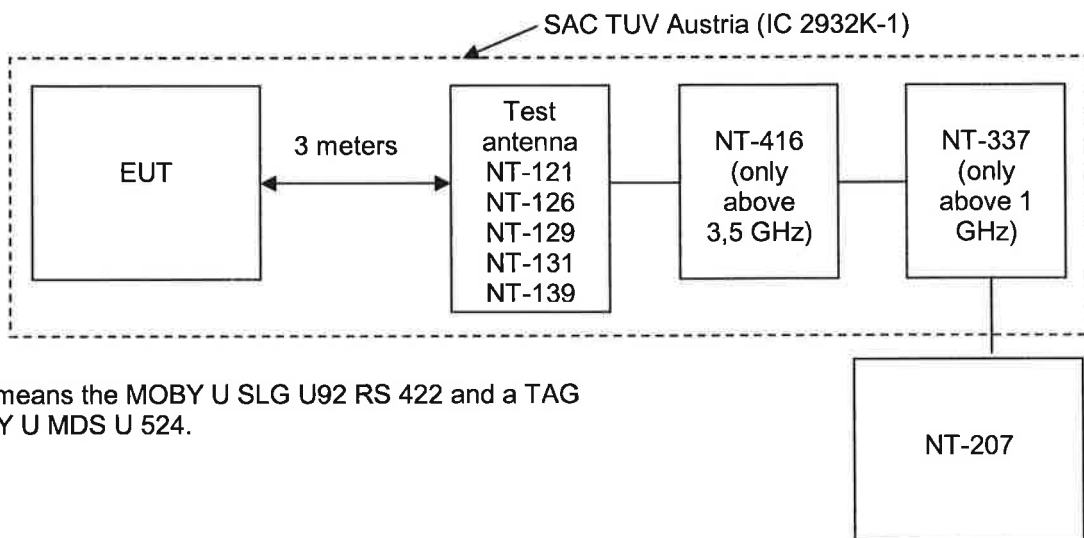 SAC TUV Austria (IC 2932K-1)
EUT
3 meters
Test
antenna
NT-121
NT-126
NT-129
NT-131
NT-139
NT-416
(only
above
3,5 GHz)
NT-337
(only
above 1
GHz)
means the MOBY U SLG U92 RS 422 and a TAG
Y U MDS U 524.
NT-207